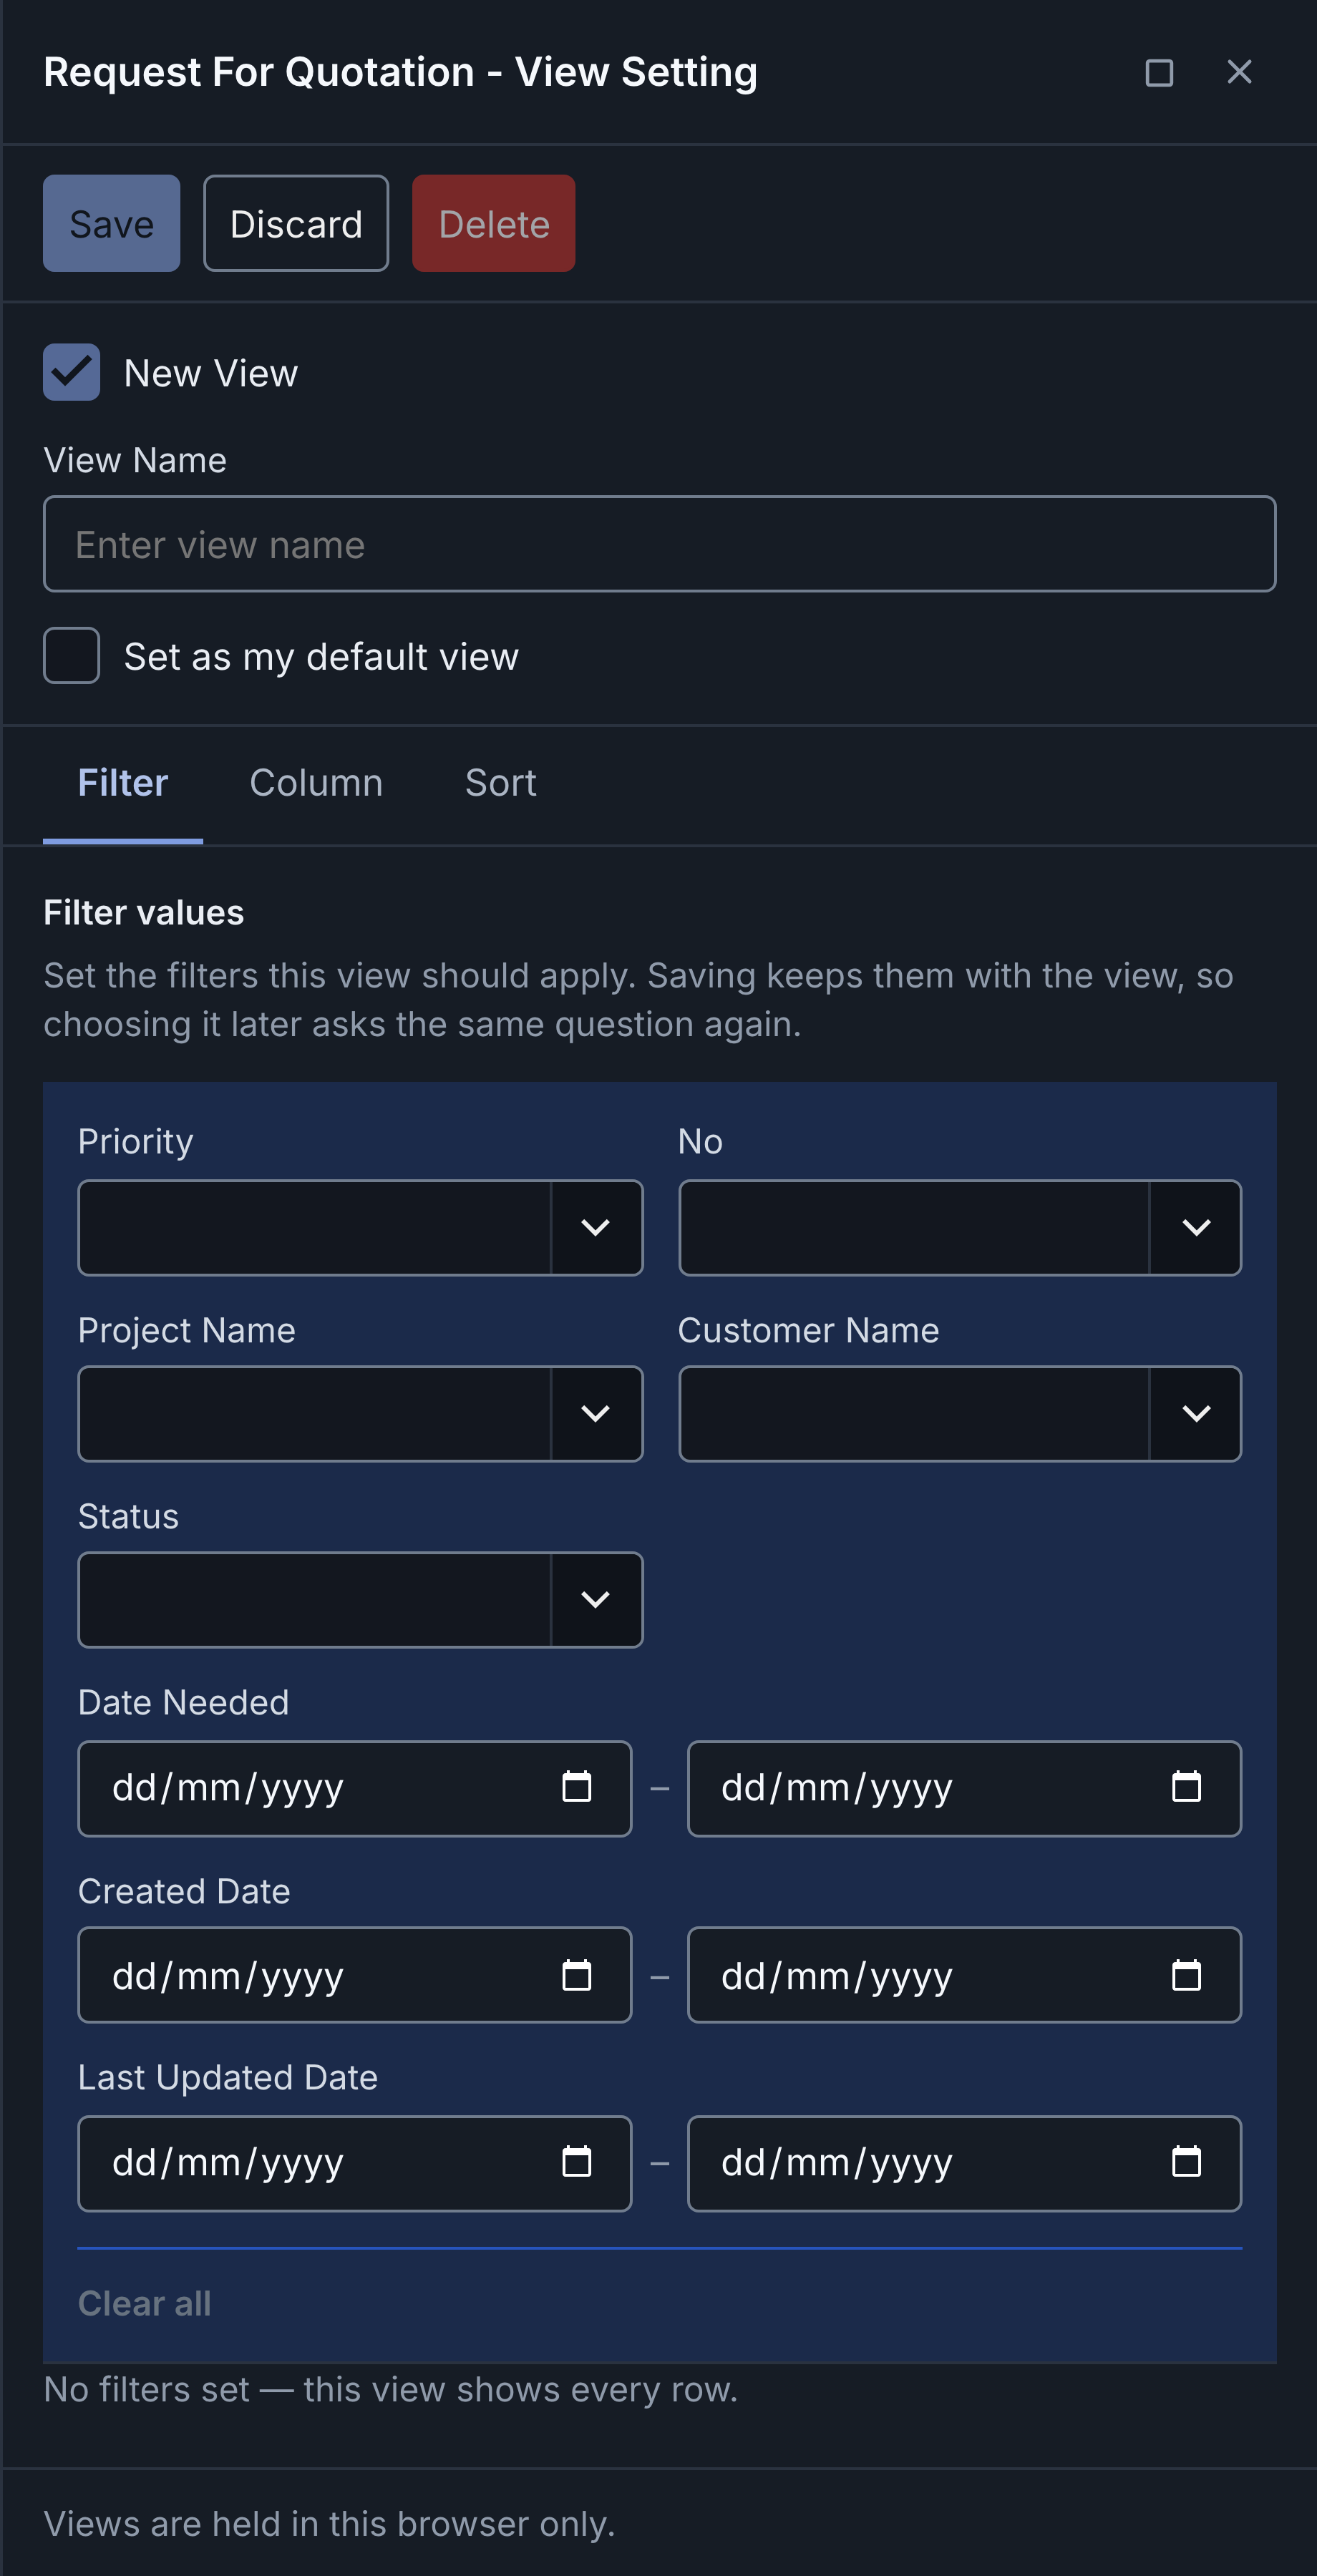 Request For Quotation - View Setting
Save Discard Delete
New View
View Name
Enter view name
Set as my default view
Filter Column Sort
Filter values
Set the filters this view should apply. Saving keeps them with the view, so
choosing it later asks the same question again.
Priority No
Project Name Customer Name
Status
Date Needed
dd/mm/yyyy – dd/mm/yyyy
Created Date
dd/mm/yyyy – dd/mm/yyyy
Last Updated Date
dd/mm/yyyy – dd/mm/yyyy
Clear all
No filters set — this view shows every row.
Views are held in this browser only.